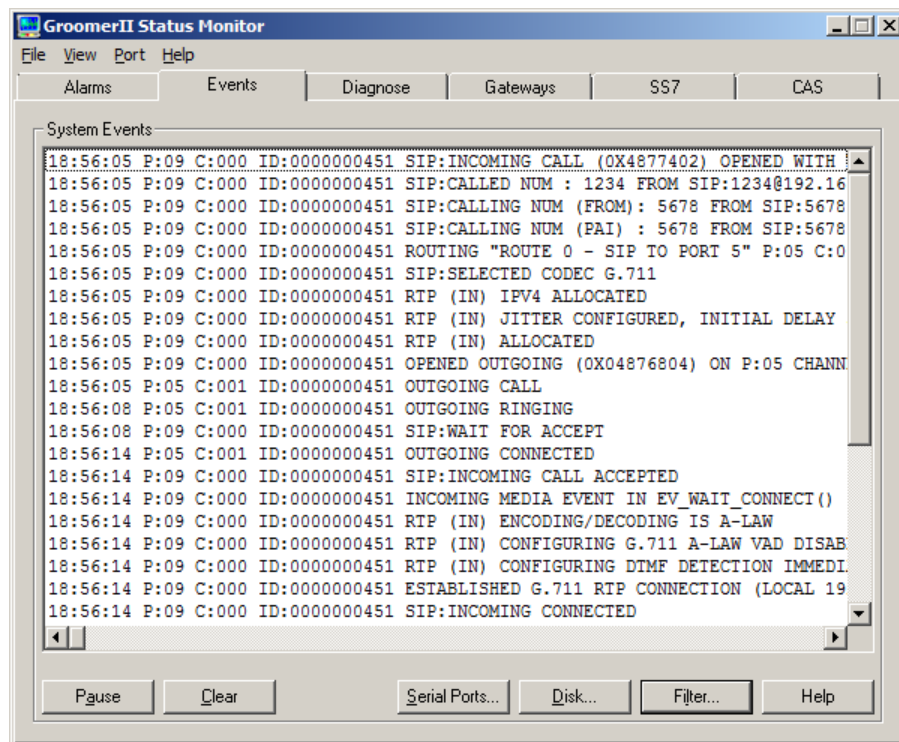 GroomerII Status Monitor
File View Port Help
Alarms Events Diagnose Gateways SS7 CAS
System Events
18:56:05 P:09 C:000 ID:0000000451 SIP:INCOMING CALL (0X4877402) OPENED WITH
18:56:05 P:09 C:000 ID:0000000451 SIP:CALLED NUM : 1234 FROM SIP:1234@192.16
18:56:05 P:09 C:000 ID:0000000451 SIP:CALLING NUM (FROM): 5678 FROM SIP:5678
18:56:05 P:09 C:000 ID:0000000451 SIP:CALLING NUM (PAI) : 5678 FROM SIP:5678
18:56:05 P:09 C:000 ID:0000000451 ROUTING "ROUTE 0 - SIP TO PORT 5" P:05 C:0
18:56:05 P:09 C:000 ID:0000000451 SIP:SELECTED CODEC G.711
18:56:05 P:09 C:000 ID:0000000451 RTP (IN) IPV4 ALLOCATED
18:56:05 P:09 C:000 ID:0000000451 RTP (IN) JITTER CONFIGURED, INITIAL DELAY
18:56:05 P:09 C:000 ID:0000000451 RTP (IN) ALLOCATED
18:56:05 P:09 C:000 ID:0000000451 OPENED OUTGOING (0X04876804) ON P:05 CHANN
18:56:05 P:05 C:001 ID:0000000451 OUTGOING CALL
18:56:08 P:05 C:001 ID:0000000451 OUTGOING RINGING
18:56:08 P:09 C:000 ID:0000000451 SIP:WAIT FOR ACCEPT
18:56:14 P:05 C:001 ID:0000000451 OUTGOING CONNECTED
18:56:14 P:09 C:000 ID:0000000451 SIP:INCOMING CALL ACCEPTED
18:56:14 P:09 C:000 ID:0000000451 INCOMING MEDIA EVENT IN EV_WAIT_CONNECT()
18:56:14 P:09 C:000 ID:0000000451 RTP (IN) ENCODING/DECODING IS A-LAW
18:56:14 P:09 C:000 ID:0000000451 RTP (IN) CONFIGURING G.711 A-LAW VAD DISAB
18:56:14 P:09 C:000 ID:0000000451 RTP (IN) CONFIGURING DTMF DETECTION IMMEDI
18:56:14 P:09 C:000 ID:0000000451 ESTABLISHED G.711 RTP CONNECTION (LOCAL 19
18:56:14 P:09 C:000 ID:0000000451 SIP:INCOMING CONNECTED
Pause Clear Serial Ports... Disk... Filter... Help